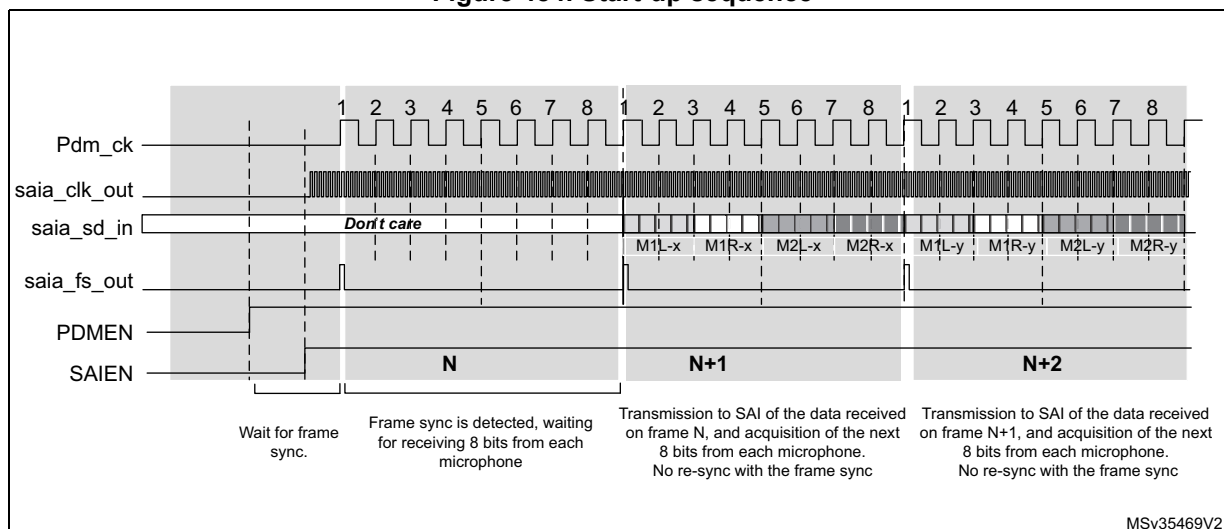 1 2 3 4 5 6 7 8 1 2 3 4 5 6 7 8 1 2 3 4 5 6 7 8
Pdm_ck
saia_clk_out
saia_sd_in
Don't care
M1L-x M1R-x M2L-x M2R-x M1L-y M1R-y M2L-y M2R-y
saia_fs_out
PDMEN
SAIEN
N N+1 N+2
Wait for frame
sync.
Frame sync is detected, waiting
for receiving 8 bits from each
microphone
Transmission to SAI of the data received
on frame N, and acquisition of the next
8 bits from each microphone.
No re-sync with the frame sync
Transmission to SAI of the data received
on frame N+1, and acquisition of the next
8 bits from each microphone.
No re-sync with the frame sync
MSv35469V2